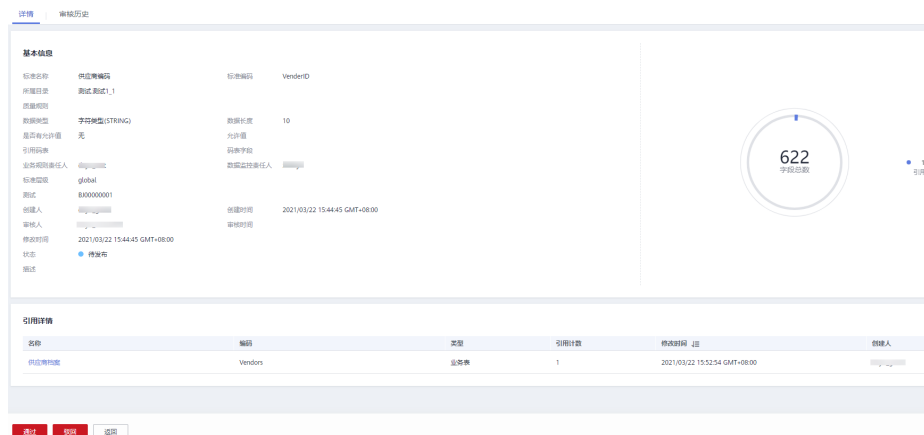 详情 审核历史
基本信息
标准名称 供应商编码 标准编码 VenderID
所属目录 测试.测试1_1
质量规则
数据类型 字符类型(STRING) 数据长度 10
是否有允许值 无 允许值
引用码表 码表字段
业务规则责任人 数据监控责任人
标准层级 global
测试 BJ00000001
创建人 创建时间 2021/03/22 15:44:45 GMT+08:00
审核人 审核时间
修改时间 2021/03/22 15:44:45 GMT+08:00
状态 待发布
描述
622
字段总数
引用详情
名称 编码 类型 引用计数 修改时间 创建人
供应商档案 Vendors 业务表 1 2021/03/22 15:52:54 GMT+08:00
通过 驳回 返回